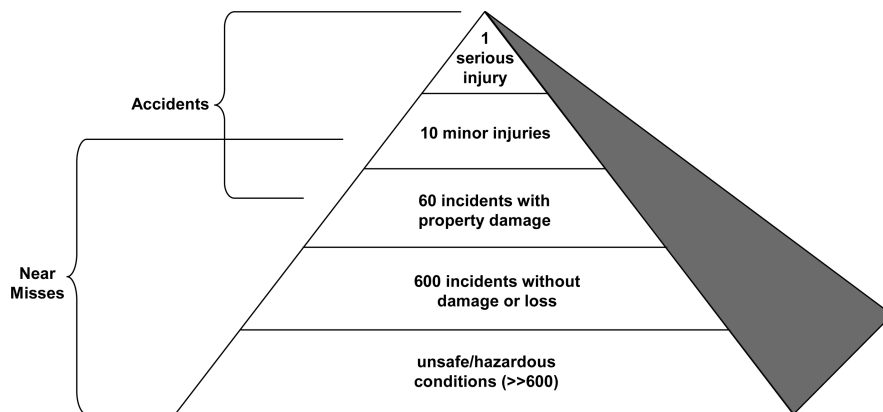 1
serious
injury
Accidents
10 minor injuries
60 incidents with
property damage
Near
Misses
600 incidents without
damage or loss
unsafe/hazardous
conditions (>>600)